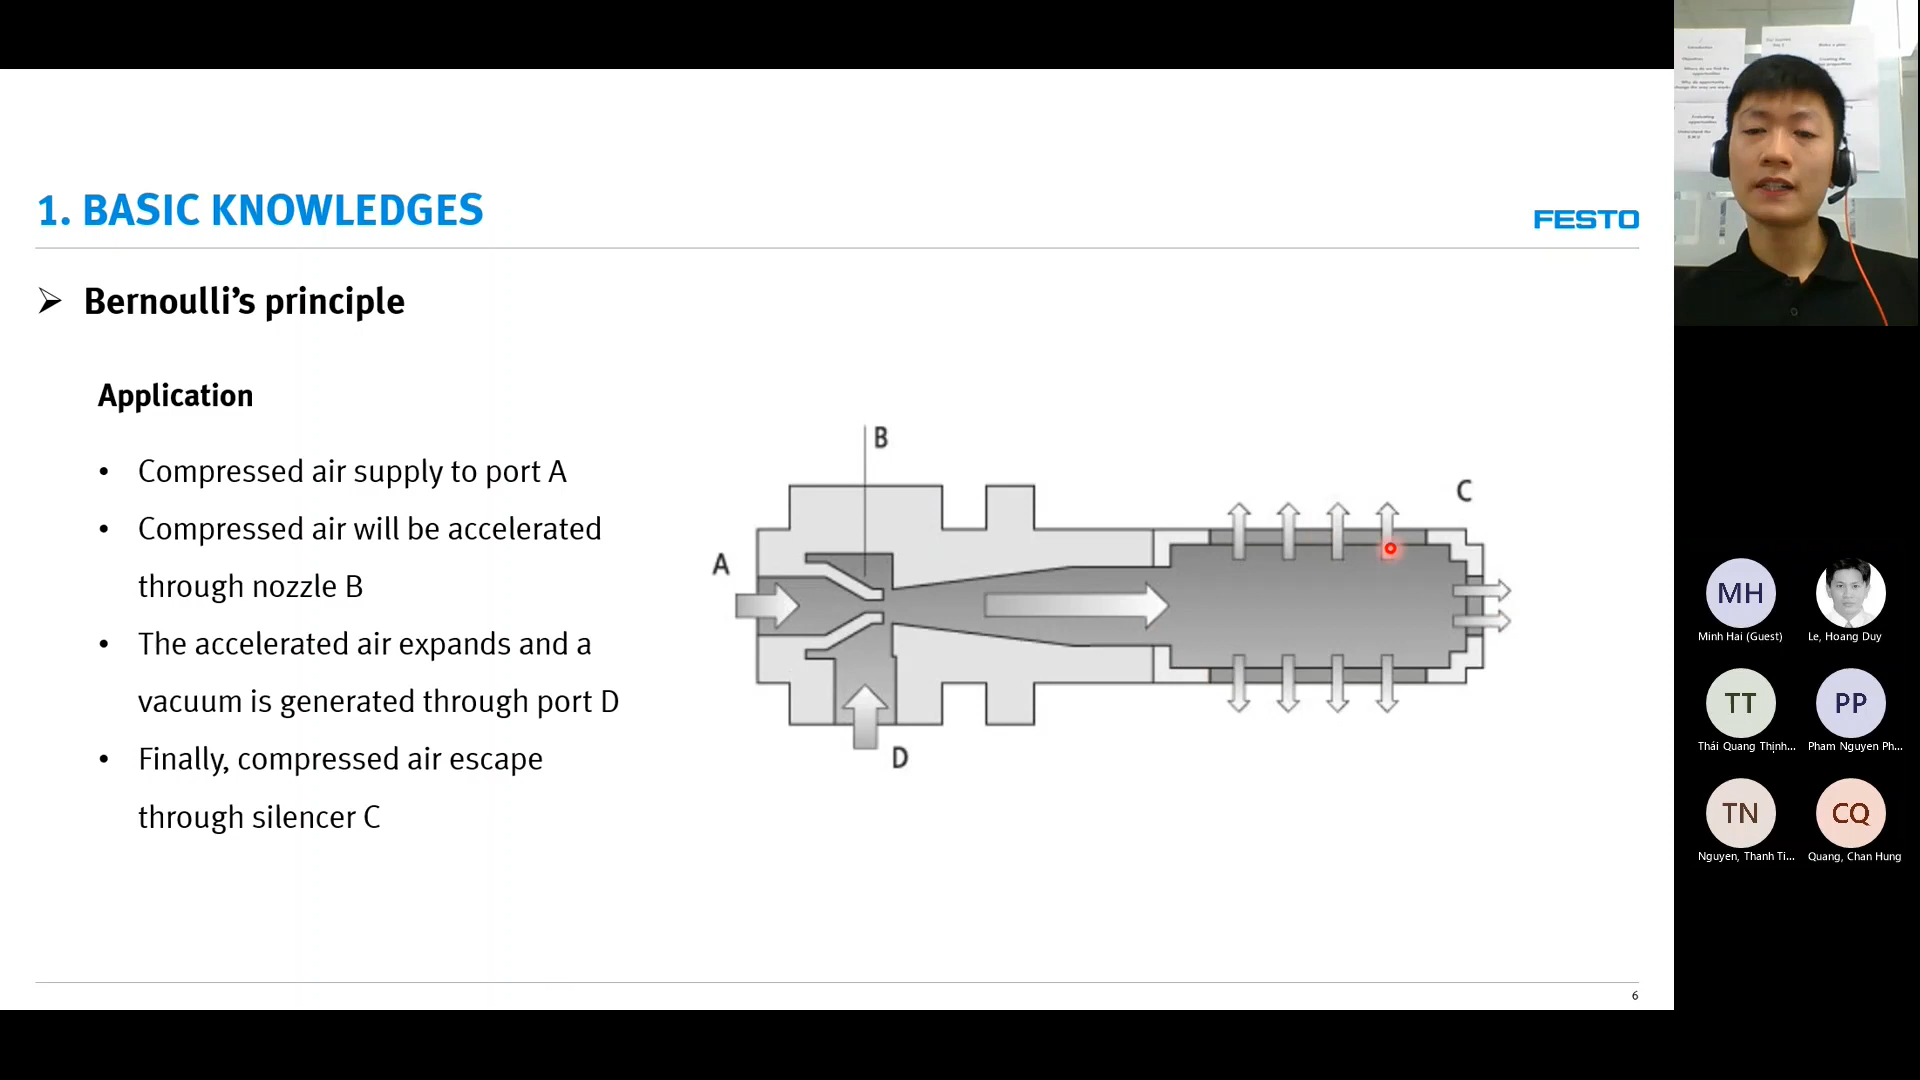 1. BASIC KNOWLEDGES
FESTO
➢ Bernoulli’s principle
Application
• Compressed air supply to port A
• Compressed air will be accelerated
through nozzle B
• The accelerated air expands and a
vacuum is generated through port D
• Finally, compressed air escape
through silencer C
B
C
A
D
6
Introduction
Objectives
MH
Minh Hai (Guest)
Le, Hoang Duy
TT
PP
Thái Quang Thịnh...
Pham Nguyen Ph...
TN
CQ
Nguyen, Thanh Ti...
Quang, Chan Hung